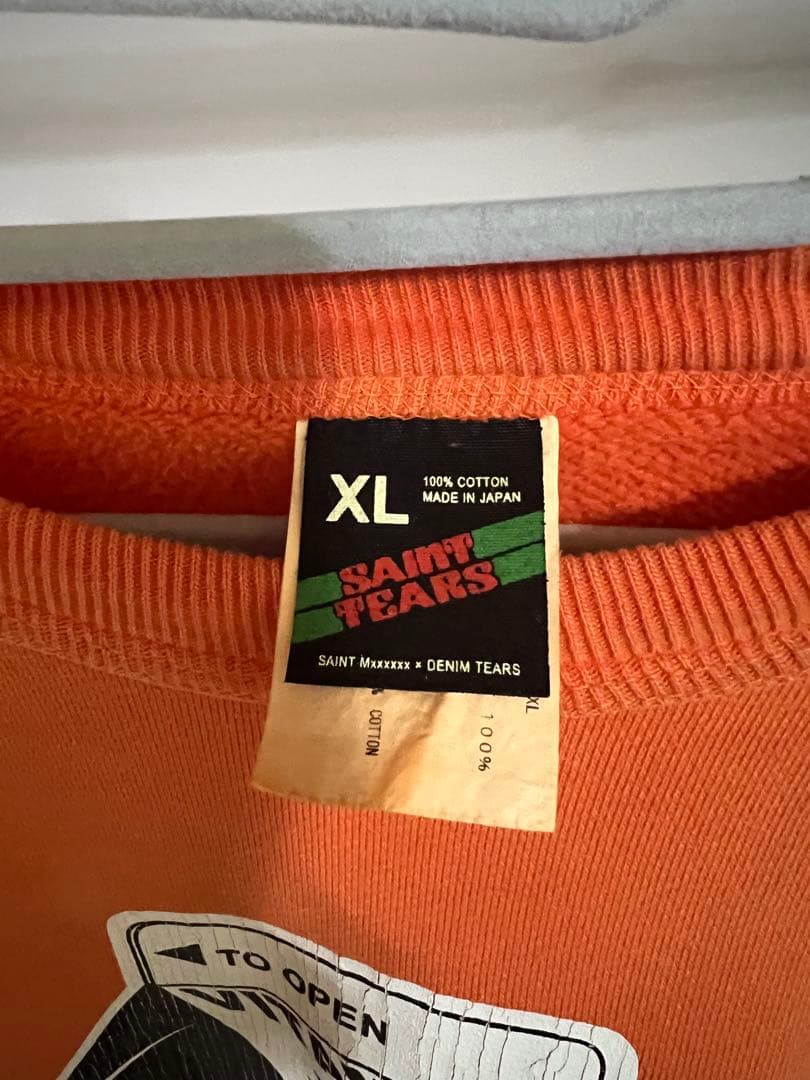 XL
100% COTTON
MADE IN JAPAN
SAINT
TEARS
SAINT Mxxxxxx × DENIM TEARS
XL
100%
% COTTON
◀ TO OPEN